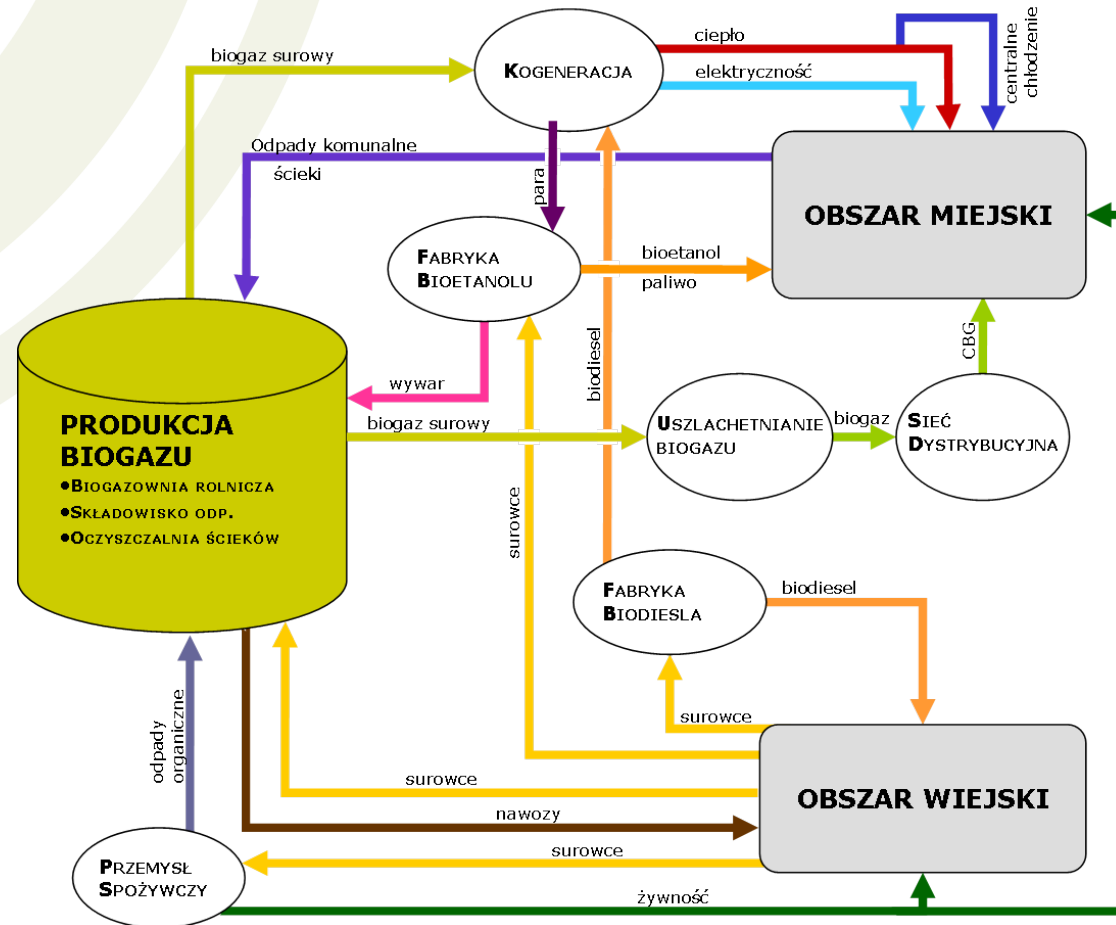 biogaz surowy
KOGENERACJA
ciepło
elektryczność
centralne
chłodzenie
Odpady komunalne
ścieki
para
OBSZAR MIEJSKI
FABRYKA
BIOETANOLU
bioetanol
paliwo
biodiesel
CBG
wywar
biogaz surowy
USZLACHETNIANIE
BIOGAZU
biogaz
SIEĆ
DYSTRYBUCYJNA
PRODUKCJA
BIOGAZU
•BIOGAZOWNIA ROLNICZA
•SKŁADOWISKO ODP.
•OCZYSZCZALNIA ŚCIEKÓW
surowce
FABRYKA
BIODIESLA
biodiesel
surowce
odpady
organiczne
surowce
nawozy
OBSZAR WIEJSKI
surowce
PRZEMYSŁ
SPOŻYWCZY
żywność